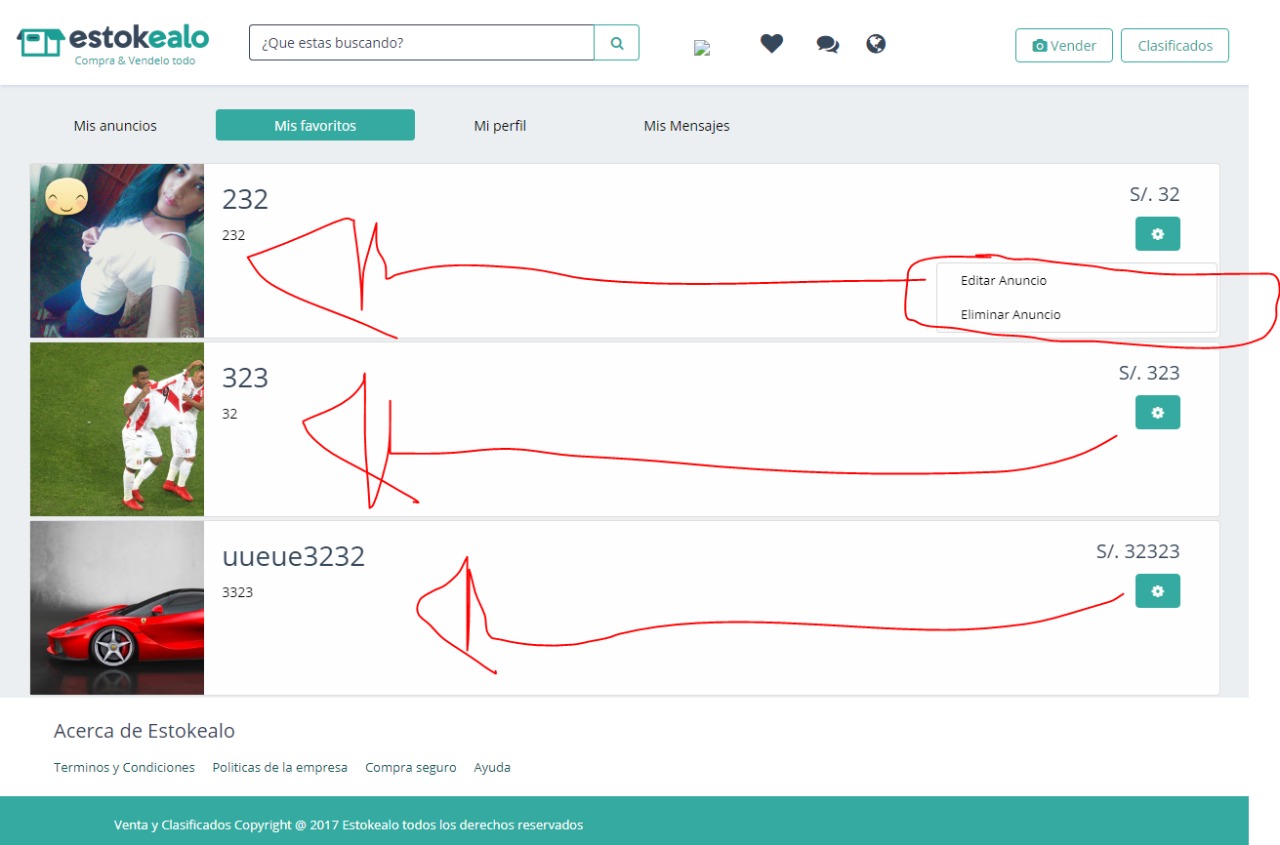 estokealo
Compra & Vendelo todo
¿Que estas buscando?
Vender
Clasificados
Mis anuncios
Mis favoritos
Mi perfil
Mis Mensajes
232
S/. 32
232
Editar Anuncio
Eliminar Anuncio
323
S/. 323
32
uueue3232
S/. 32323
3323
Acerca de Estokealo
Terminos y Condiciones Politicas de la empresa Compra seguro Ayuda
Venta y Clasificados Copyright @ 2017 Estokealo todos los derechos reservados